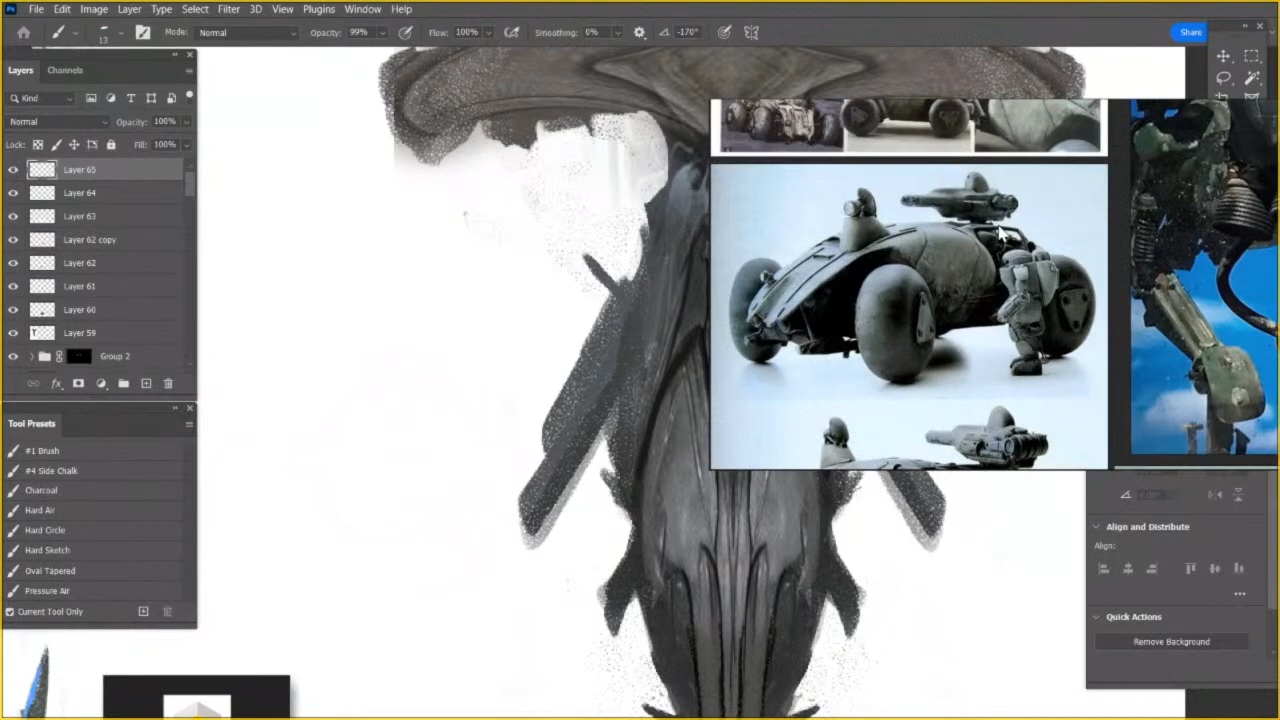 Ps File Edit Image Layer Type Select Filter 3D View Plugins Window Help
13 Mode: Normal Opacity: 99% Flow: 100% Smoothing: 0% -170° Share
Layers Channels
Kind
Normal Opacity: 100%
Lock: Fill: 100%
Layer 65
Layer 64
Layer 63
Layer 62 copy
Layer 62
Layer 61
Layer 60
Layer 59
Group 2
fx
Tool Presets
#1 Brush
#4 Side Chalk
Charcoal
Hard Air
Hard Circle
Hard Sketch
Oval Tapered
Pressure Air
Current Tool Only
Align and Distribute
Align:
Quick Actions
Remove Background